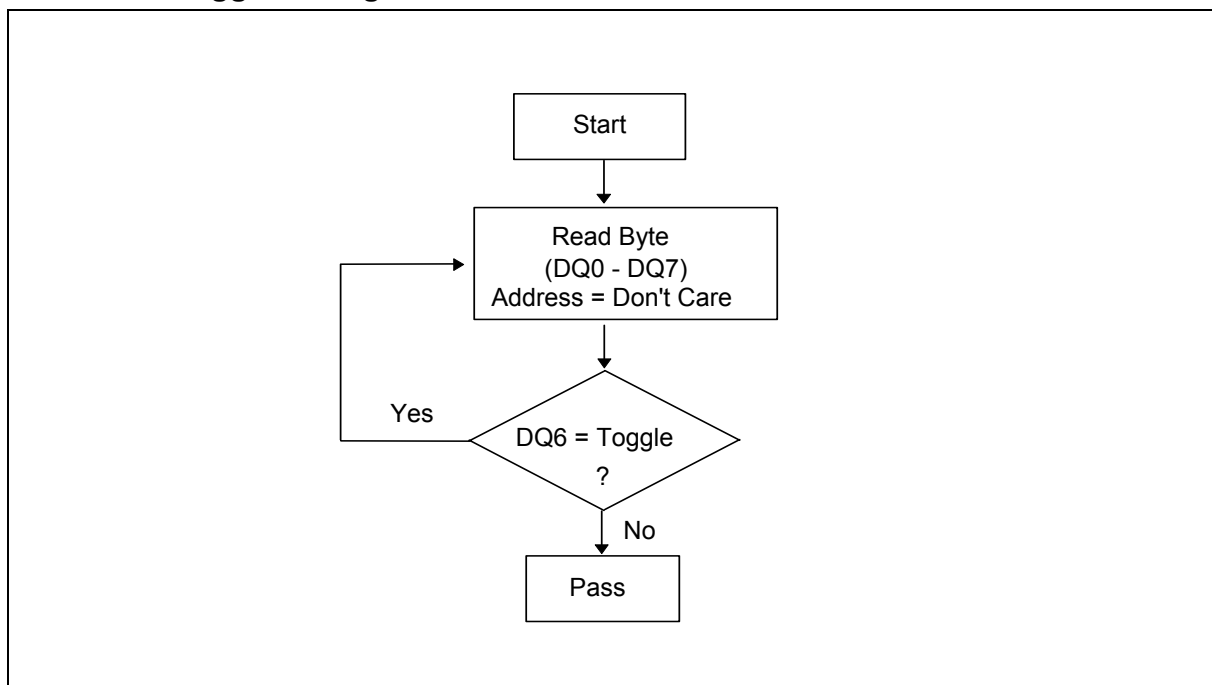 Start
Read Byte
(DQ0 - DQ7)
Address = Don't Care
Yes
DQ6 = Toggle
?
No
Pass